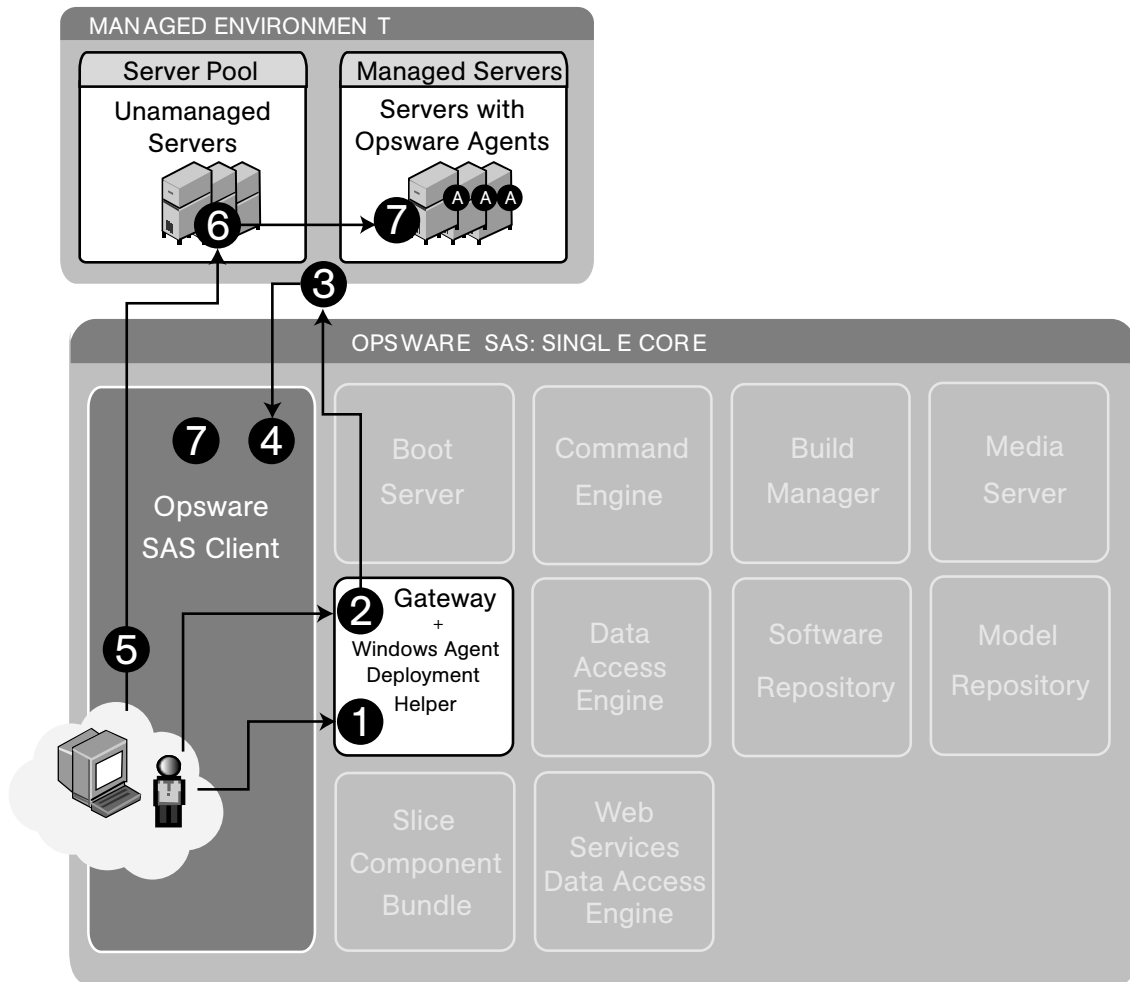 MANAGED ENVIRONMEN T
Server Pool
Managed Servers
Unamanaged
Servers
Servers with
Opsware Agents
A A A
6
7
3
OPSWARE SAS: SINGL E CORE
7
4
Opsware
SAS Client
Boot
Server
Command
Engine
Build
Manager
Media
Server
5
2
Gateway
+
Windows Agent
Deployment
Helper
1
Data
Access
Engine
Software
Repository
Model
Repository
Slice
Component
Bundle
Web
Services
Data Access
Engine